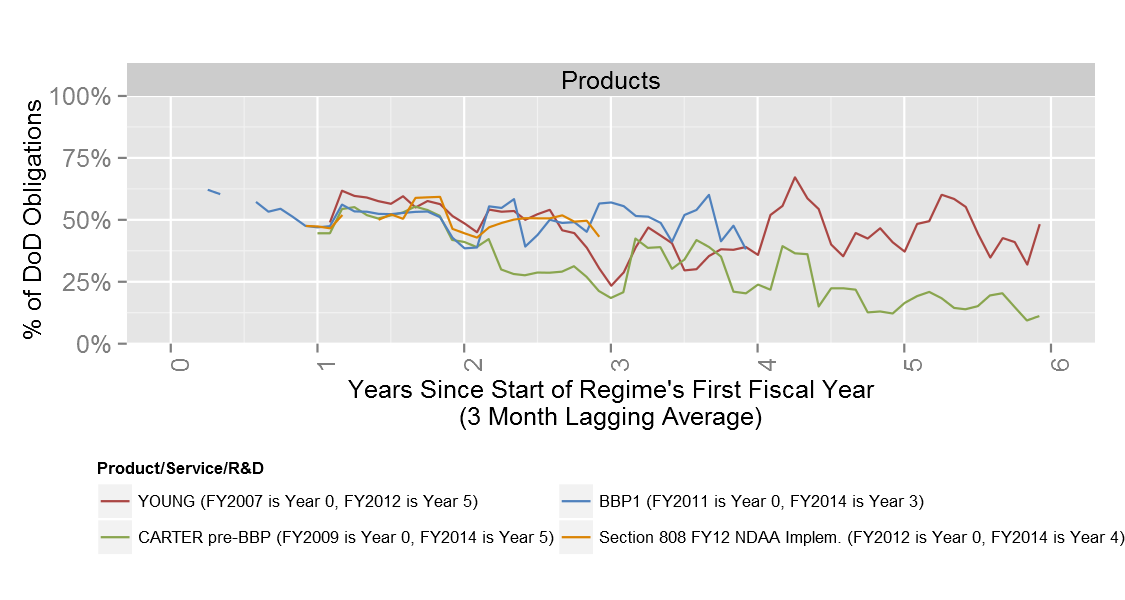 Products
% of DoD Obligations
100%
75%
50%
25%
0%
0
1
2
3
4
5
6
Years Since Start of Regime's First Fiscal Year
(3 Month Lagging Average)
Product/Service/R&D
YOUNG (FY2007 is Year 0, FY2012 is Year 5)
BBP1 (FY2011 is Year 0, FY2014 is Year 3)
CARTER pre-BBP (FY2009 is Year 0, FY2014 is Year 5)
Section 808 FY12 NDAA Implem. (FY2012 is Year 0, FY2014 is Year 4)